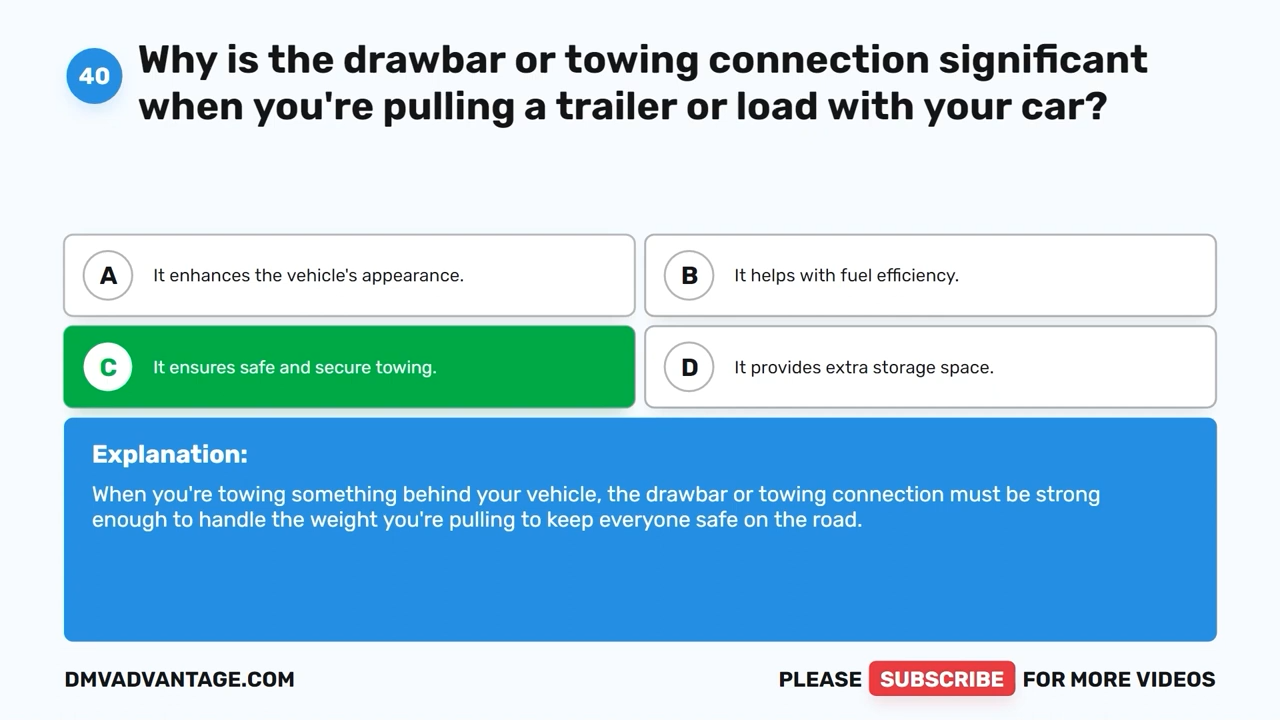 40
Why is the drawbar or towing connection significant
when you're pulling a trailer or load with your car?
A
It enhances the vehicle's appearance.
B
It helps with fuel efficiency.
C
It ensures safe and secure towing.
D
It provides extra storage space.
Explanation:
When you're towing something behind your vehicle, the drawbar or towing connection must be strong
enough to handle the weight you're pulling to keep everyone safe on the road.
DMVADVANTAGE.COM
PLEASE SUBSCRIBE FOR MORE VIDEOS